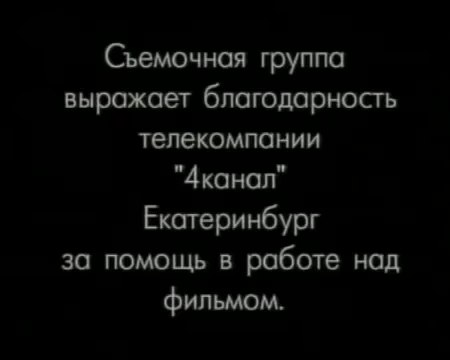 Съемочная группа
выражает благодарность
телекомпании
"4канал"
Екатеринбург
за помощь в работе над
фильмом.